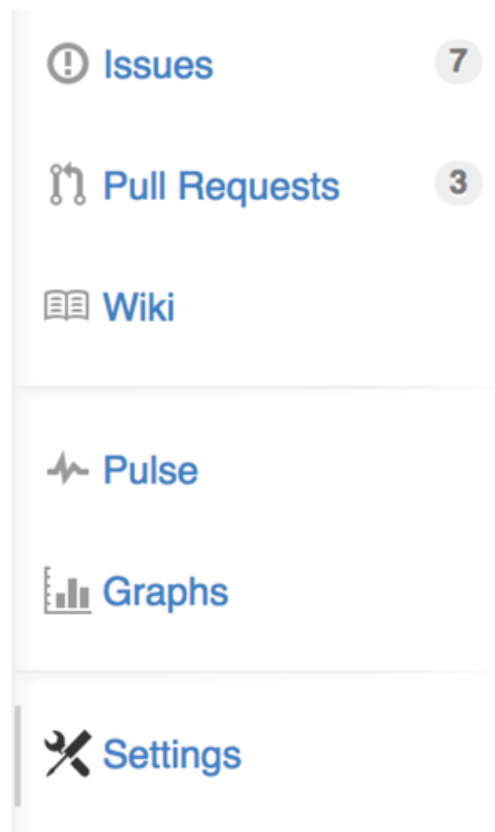 Issues 7
Pull Requests 3
Wiki
Pulse
Graphs
Settings